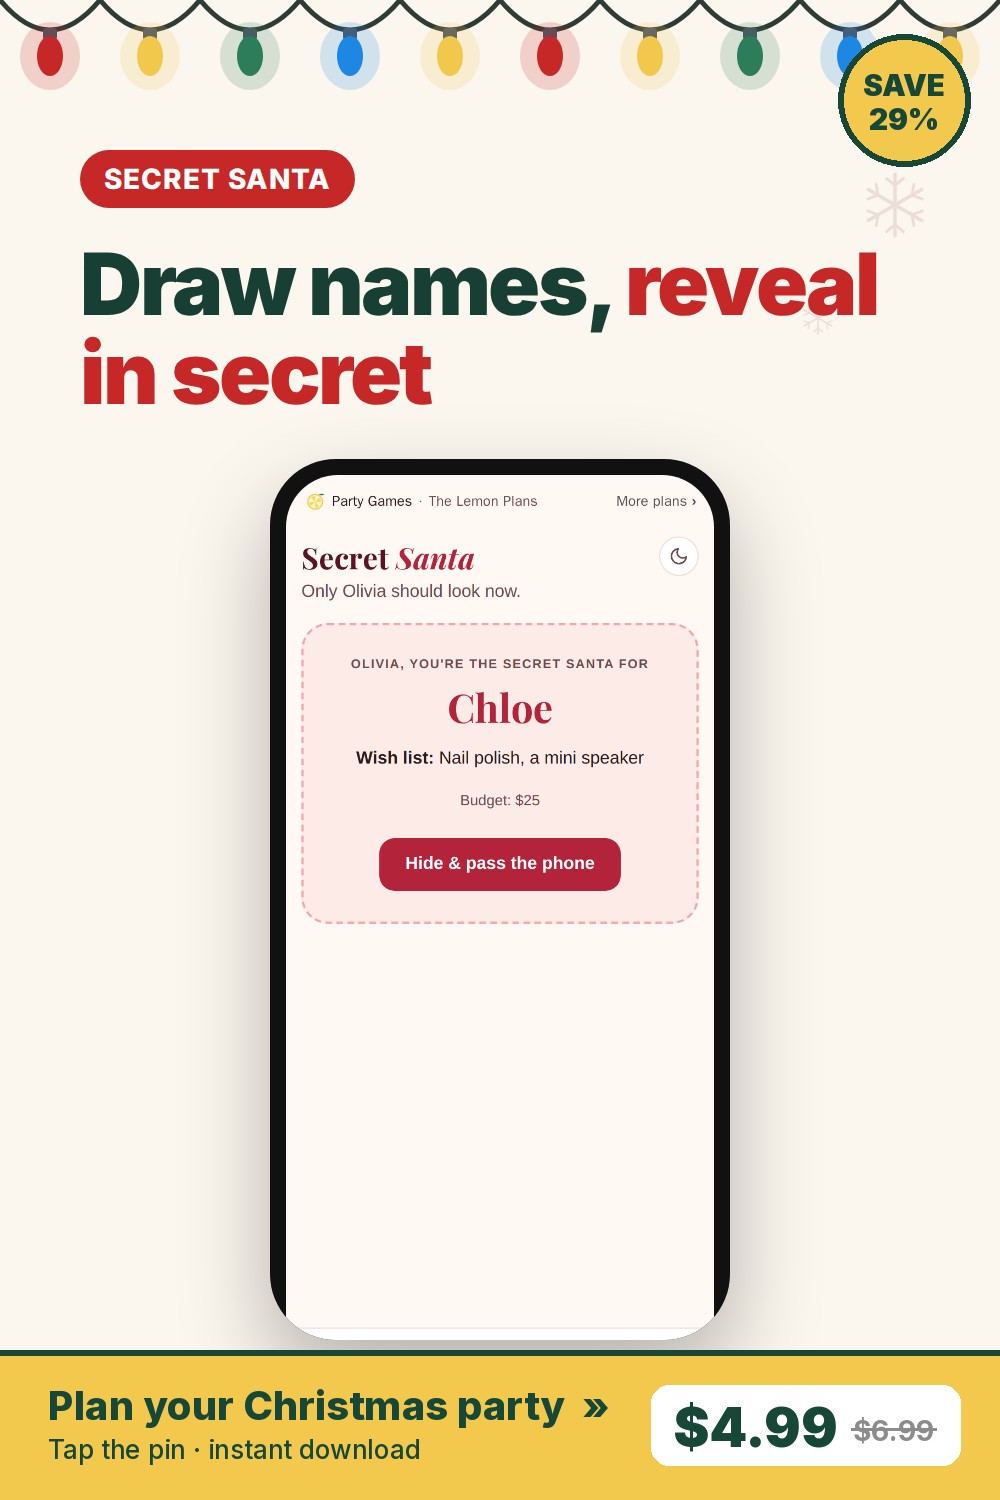 SAVE
29%
SECRET SANTA
Draw names, reveal
in secret
Party Games · The Lemon Plans
More plans ›
Secret Santa
Only Olivia should look now.
OLIVIA, YOU'RE THE SECRET SANTA FOR
Chloe
Wish list: Nail polish, a mini speaker
Budget: $25
Hide & pass the phone
Plan your Christmas party »
Tap the pin · instant download
$4.99 $6.99